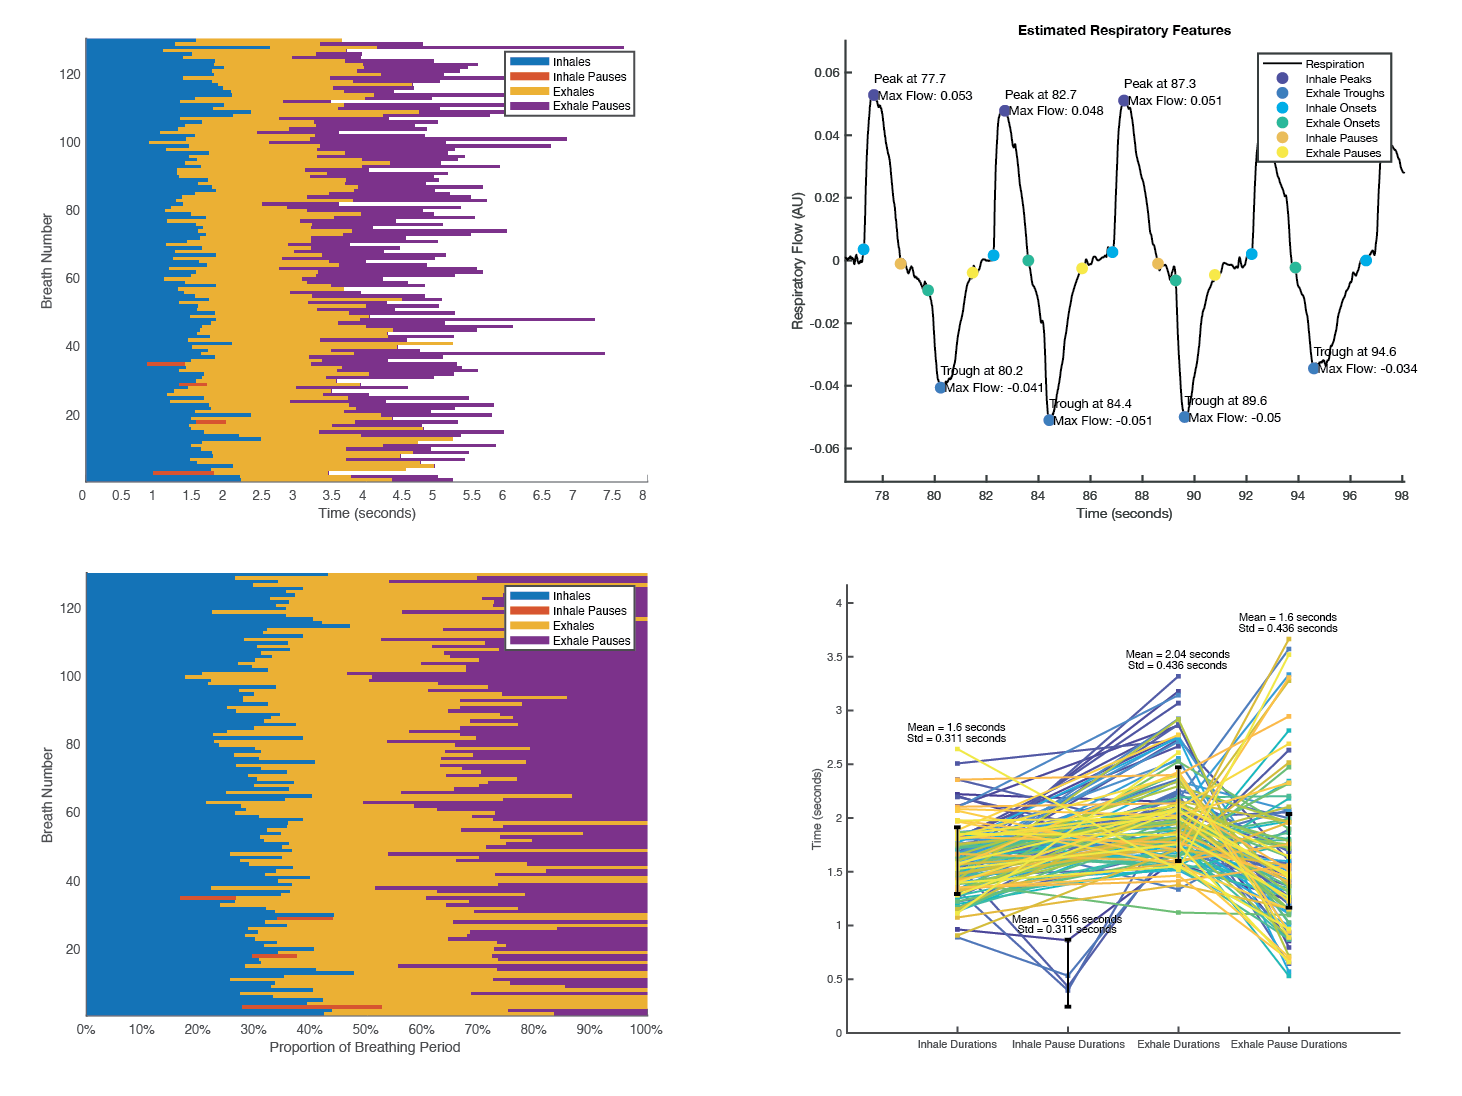 Inhales
Inhale Pauses
Exhales
Exhale Pauses
Breath Number
120
100
80
60
40
20
0 0.5 1 1.5 2 2.5 3 3.5 4 4.5 5 5.5 6 6.5 7 7.5 8
Time (seconds)
Estimated Respiratory Features
Peak at 77.7
Max Flow: 0.053
Peak at 82.7
Max Flow: 0.048
Peak at 87.3
Max Flow: 0.051
Respiration
Inhale Peaks
Exhale Troughs
Inhale Onsets
Exhale Onsets
Inhale Pauses
Exhale Pauses
Respiratory Flow (AU)
0.06
0.04
0.02
0
-0.02
-0.04
-0.06
Trough at 80.2
Max Flow: -0.041
Trough at 84.4
Max Flow: -0.051
Trough at 89.6
Max Flow: -0.05
Trough at 94.6
Max Flow: -0.034
78 80 82 84 86 88 90 92 94 96 98
Time (seconds)
Inhales
Inhale Pauses
Exhales
Exhale Pauses
Breath Number
120
100
80
60
40
20
0% 10% 20% 30% 40% 50% 60% 70% 80% 90% 100%
Proportion of Breathing Period
Time (seconds)
4
3.5
3
2.5
2
1.5
1
0.5
0
Mean = 1.6 seconds
Std = 0.311 seconds
Mean = 0.556 seconds
Std = 0.311 seconds
Mean = 2.04 seconds
Std = 0.436 seconds
Mean = 1.6 seconds
Std = 0.436 seconds
Inhale Durations Inhale Pause Durations Exhale Durations Exhale Pause Durations